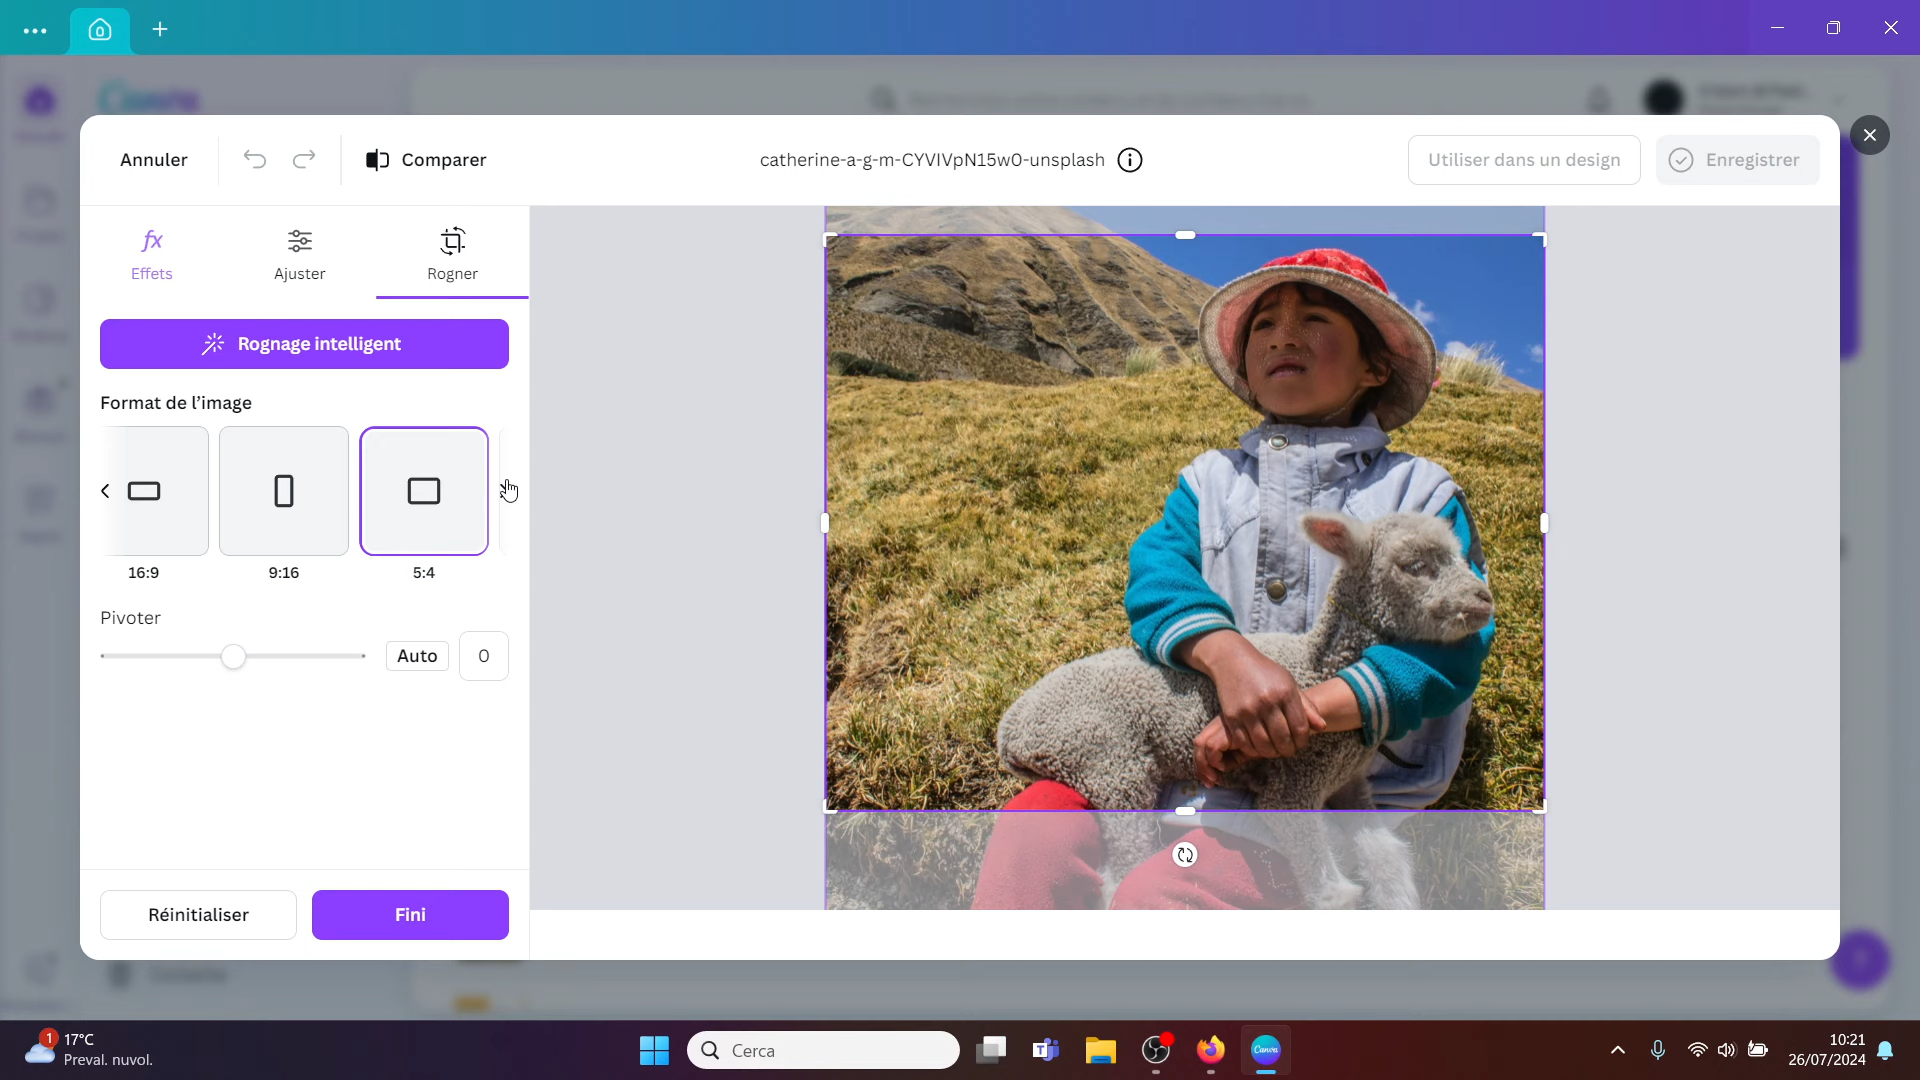 Annuler
Comparer
catherine-a-g-m-CYVIVpN15w0-unsplash
Utiliser dans un design
Enregistrer
fx
Effets
Ajuster
Rogner
Rognage intelligent
Format de l’image
16:9
9:16
5:4
Pivoter
Auto
0
Réinitialiser
Fini
1
17°C
Preval. nuvol.
Cerca
Canva
10:21
26/07/2024